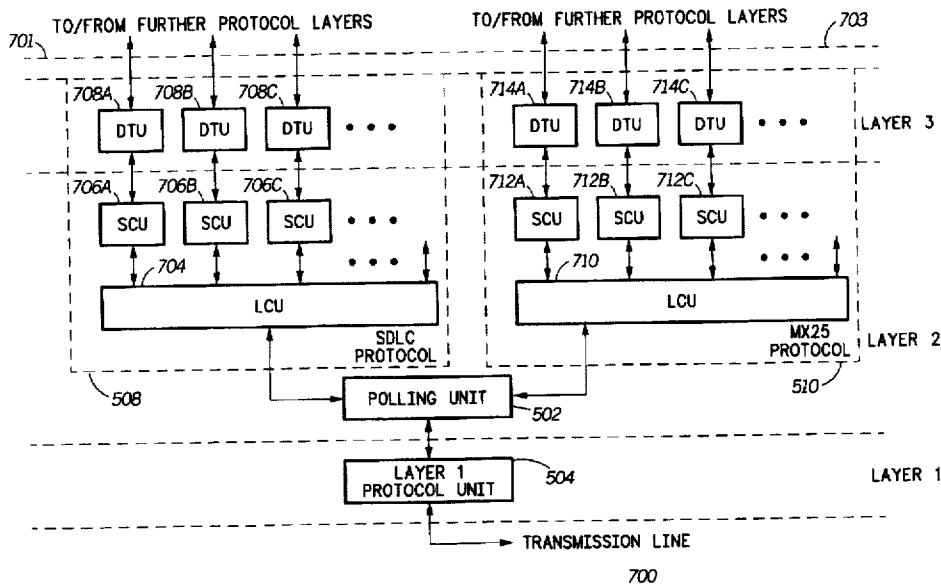 TO/FROM FURTHER PROTOCOL LAYERS
TO/FROM FURTHER PROTOCOL LAYERS
701
703
708A
708B
708C
714A
714B
714C
DTU
DTU
DTU
DTU
DTU
DTU
LAYER 3
706A
706B
706C
712A
712B
712C
SCU
SCU
SCU
SCU
SCU
SCU
704
710
LCU
LCU
SDLC
PROTOCOL
MX25
PROTOCOL
LAYER 2
508
510
POLLING UNIT
502
LAYER 1
PROTOCOL UNIT
504
LAYER 1
TRANSMISSION LINE
700